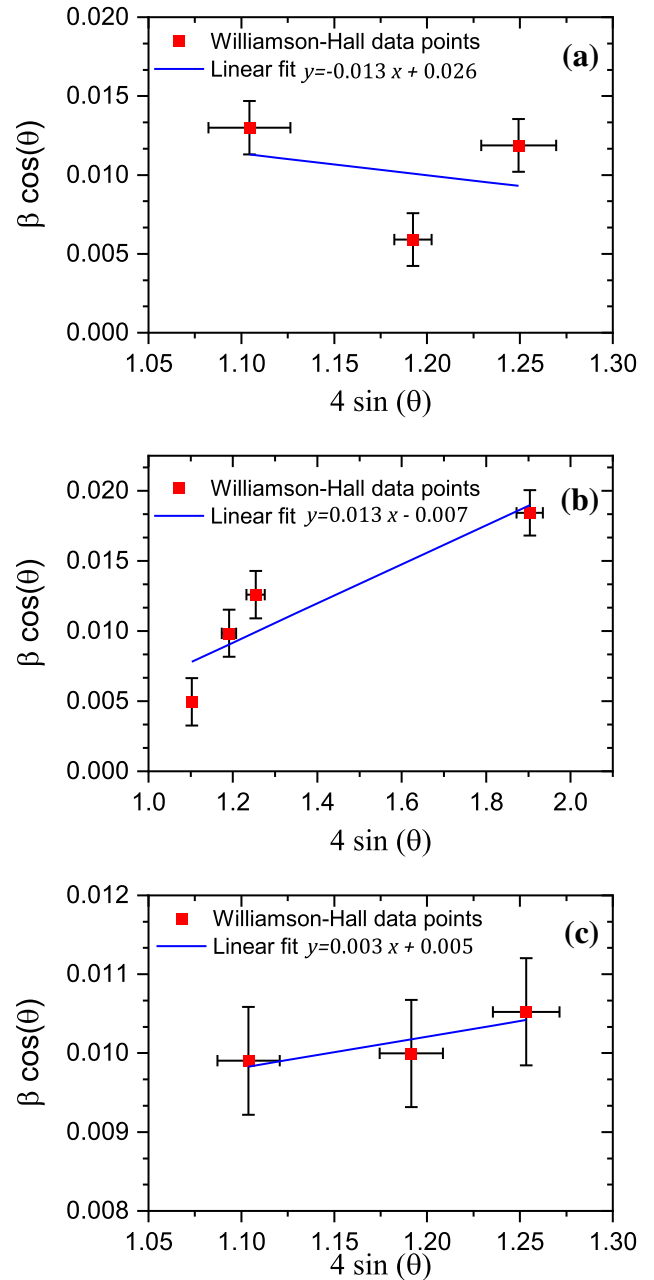 0.020
Williamson-Hall data points
(a)
Linear fit y=-0.013 x + 0.026
0.015
0.010
0.005
0.000
β cos(θ)
1.05 1.10 1.15 1.20 1.25 1.30
4 sin (θ)
Williamson-Hall data points
(b)
0.020
Linear fit y=0.013 x - 0.007
0.015
0.010
0.005
0.000
β cos(θ)
1.0 1.2 1.4 1.6 1.8 2.0
4 sin (θ)
0.012
Williamson-Hall data points
(c)
Linear fit y=0.003 x + 0.005
0.011
0.010
0.009
0.008
β cos(θ)
1.05 1.10 1.15 1.20 1.25 1.30
4 sin (θ)